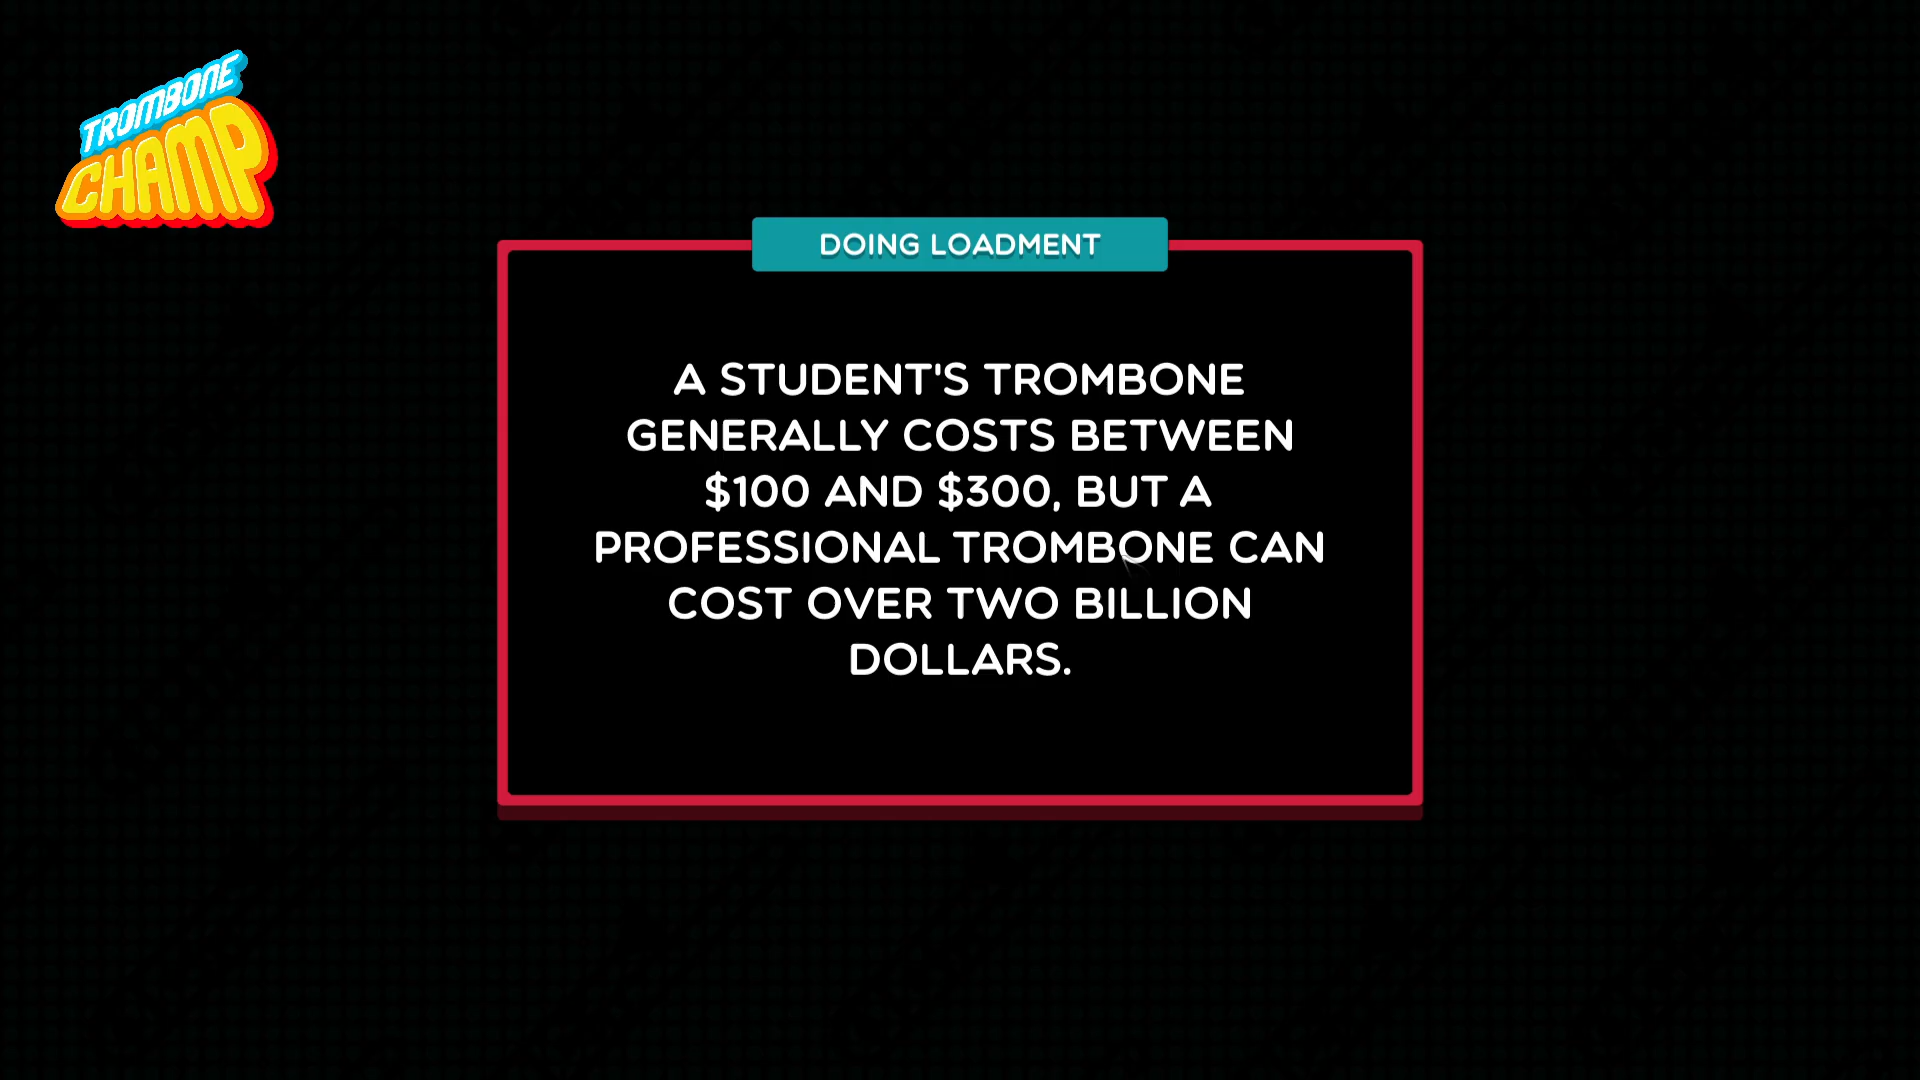 TROMBONE
CHAMP
DOING LOADMENT
A STUDENT'S TROMBONE
GENERALLY COSTS BETWEEN
$100 AND $300, BUT A
PROFESSIONAL TROMBONE CAN
COST OVER TWO BILLION
DOLLARS.